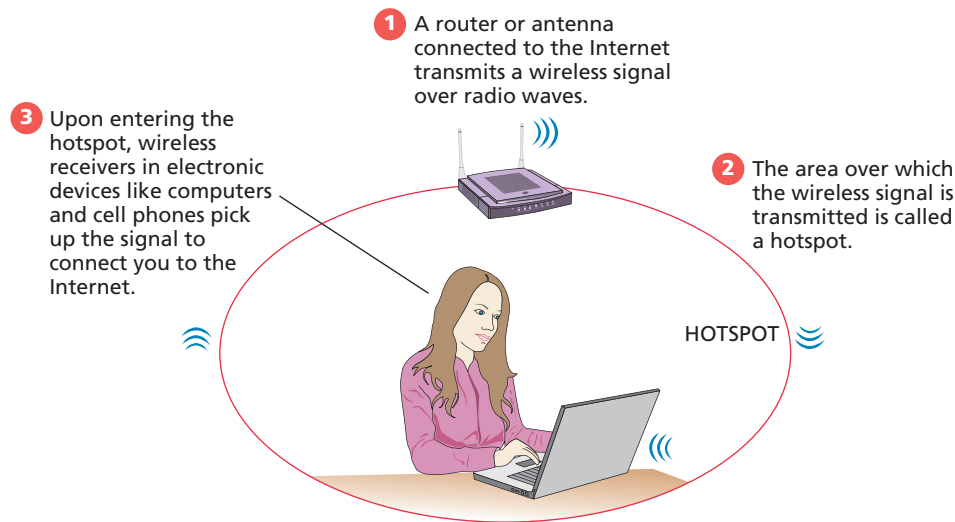 1 A router or antenna
connected to the Internet
transmits a wireless signal
over radio waves.
3 Upon entering the
hotspot, wireless
receivers in electronic
devices like computers
and cell phones pick
up the signal to
connect you to the
Internet.
2 The area over which
the wireless signal is
transmitted is called
a hotspot.
HOTSPOT